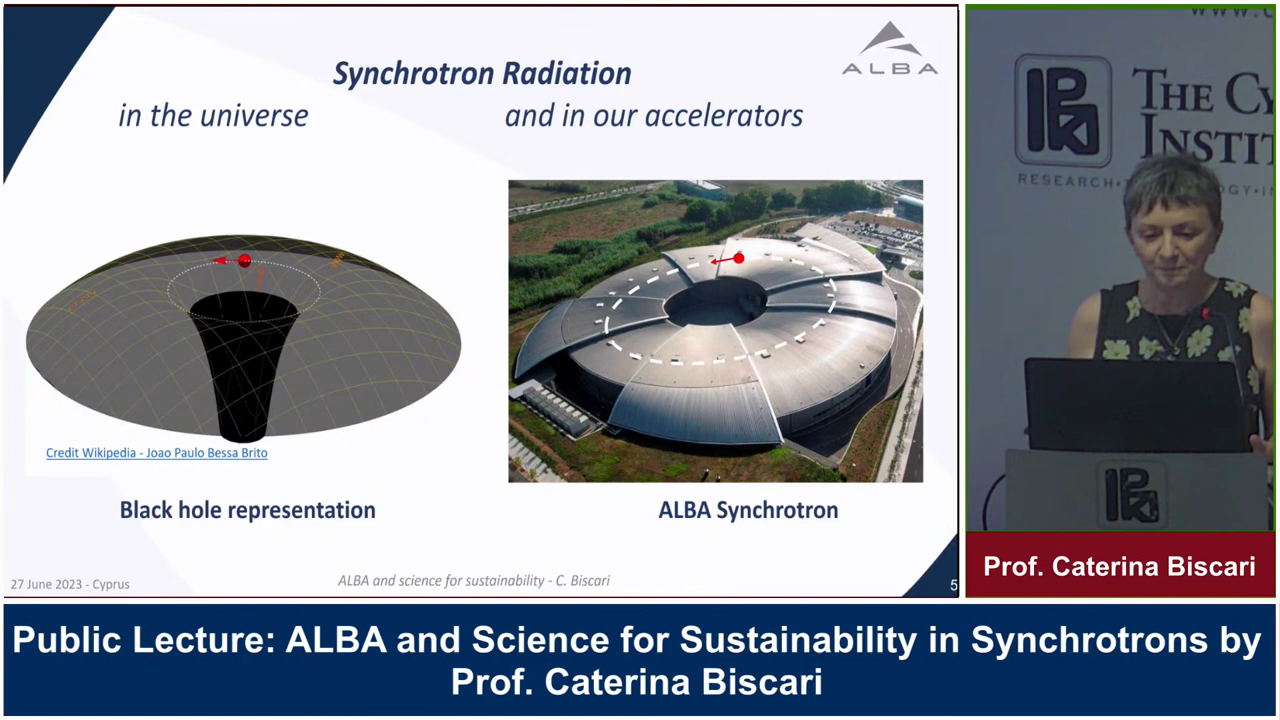 Synchrotron Radiation
in the universe
and in our accelerators
ALBA
Credit Wikipedia - Joao Paulo Bessa Brito
Black hole representation
ALBA Synchrotron
27 June 2023 - Cyprus
ALBA and science for sustainability - C. Biscari
5
www.
THE CY
INSTI
RESEARCH
Prof. Caterina Biscari
Public Lecture: ALBA and Science for Sustainability in Synchrotrons by
Prof. Caterina Biscari